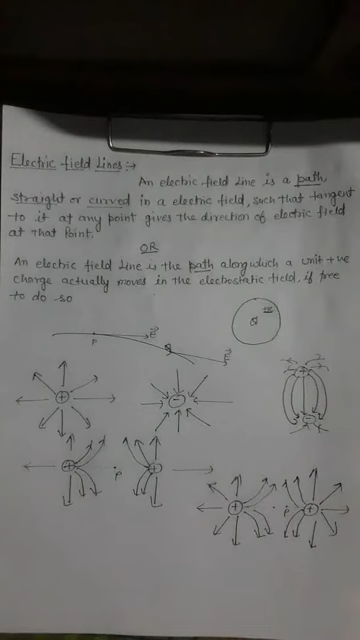 Electric field Lines :→
An electric field Line is a path
straight or curved in a electric field, such that tangent
to it at any point gives the direction of electric field
at that Point.
OR
An electric field Line is the path along which a unit +ve
charge actually moves in the electrostatic field, if free
to do so
P
E
E
+
-
+
-
+
P
+
+
P
+